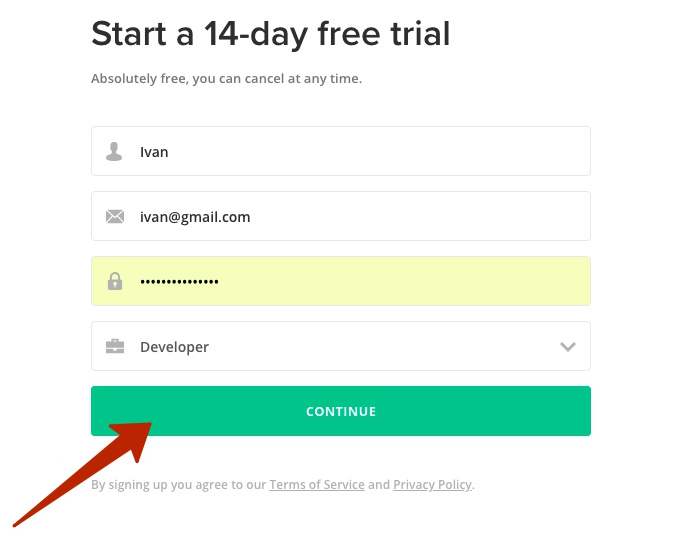 Start a 14-day free trial
Absolutely free, you can cancel at any time.
Ivan
ivan@gmail.com
•••••••••••••••
Developer
CONTINUE
By signing up you agree to our Terms of Service and Privacy Policy.